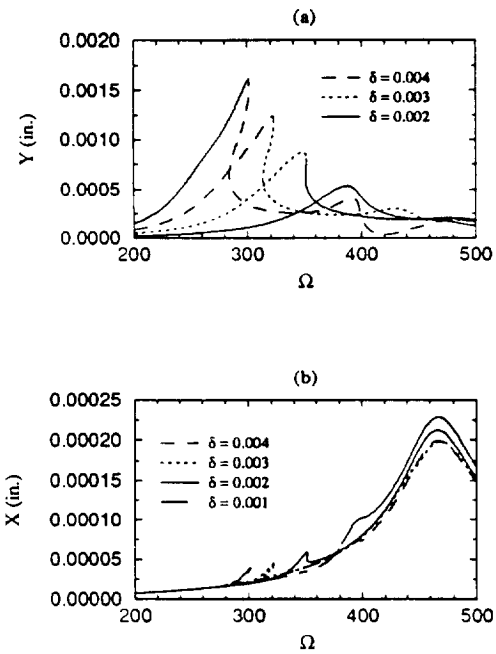 (a)
0.0020
0.0015
0.0010
0.0005
0.0000
Y (in.)
δ = 0.004
δ = 0.003
δ = 0.002
200 300 400 500
Ω
(b)
0.00025
0.00020
0.00015
0.00010
0.00005
0.00000
X (in.)
δ = 0.004
δ = 0.003
δ = 0.002
δ = 0.001
200 300 400 500
Ω